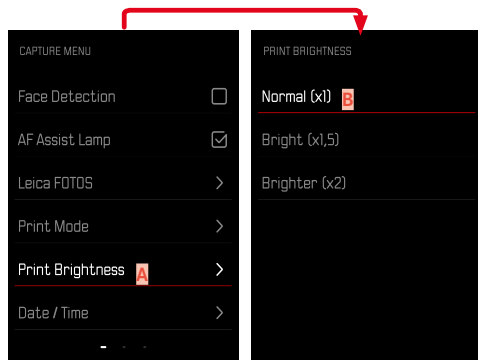 CAPTURE MENU
Face Detection
AF Assist Lamp
Leica FOTOS
Print Mode
Print Brightness A
Date / Time
PRINT BRIGHTNESS
Normal (x1) B
Bright (x1,5)
Brighter (x2)